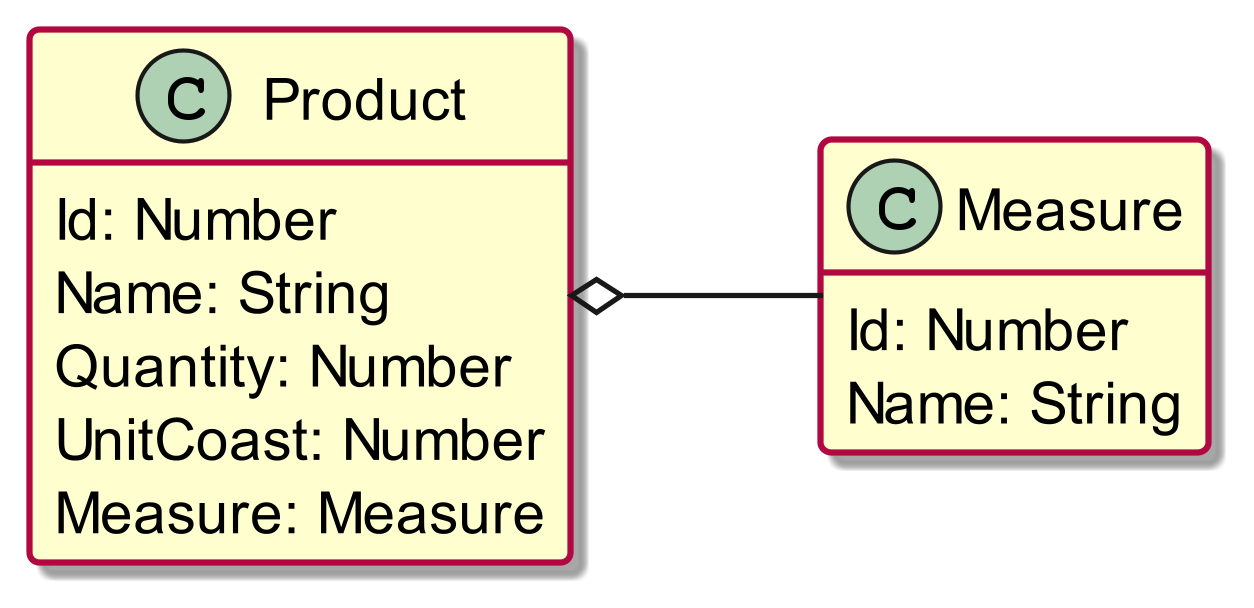 C Product
Id: Number
Name: String
Quantity: Number
UnitCoast: Number
Measure: Measure
C Measure
Id: Number
Name: String